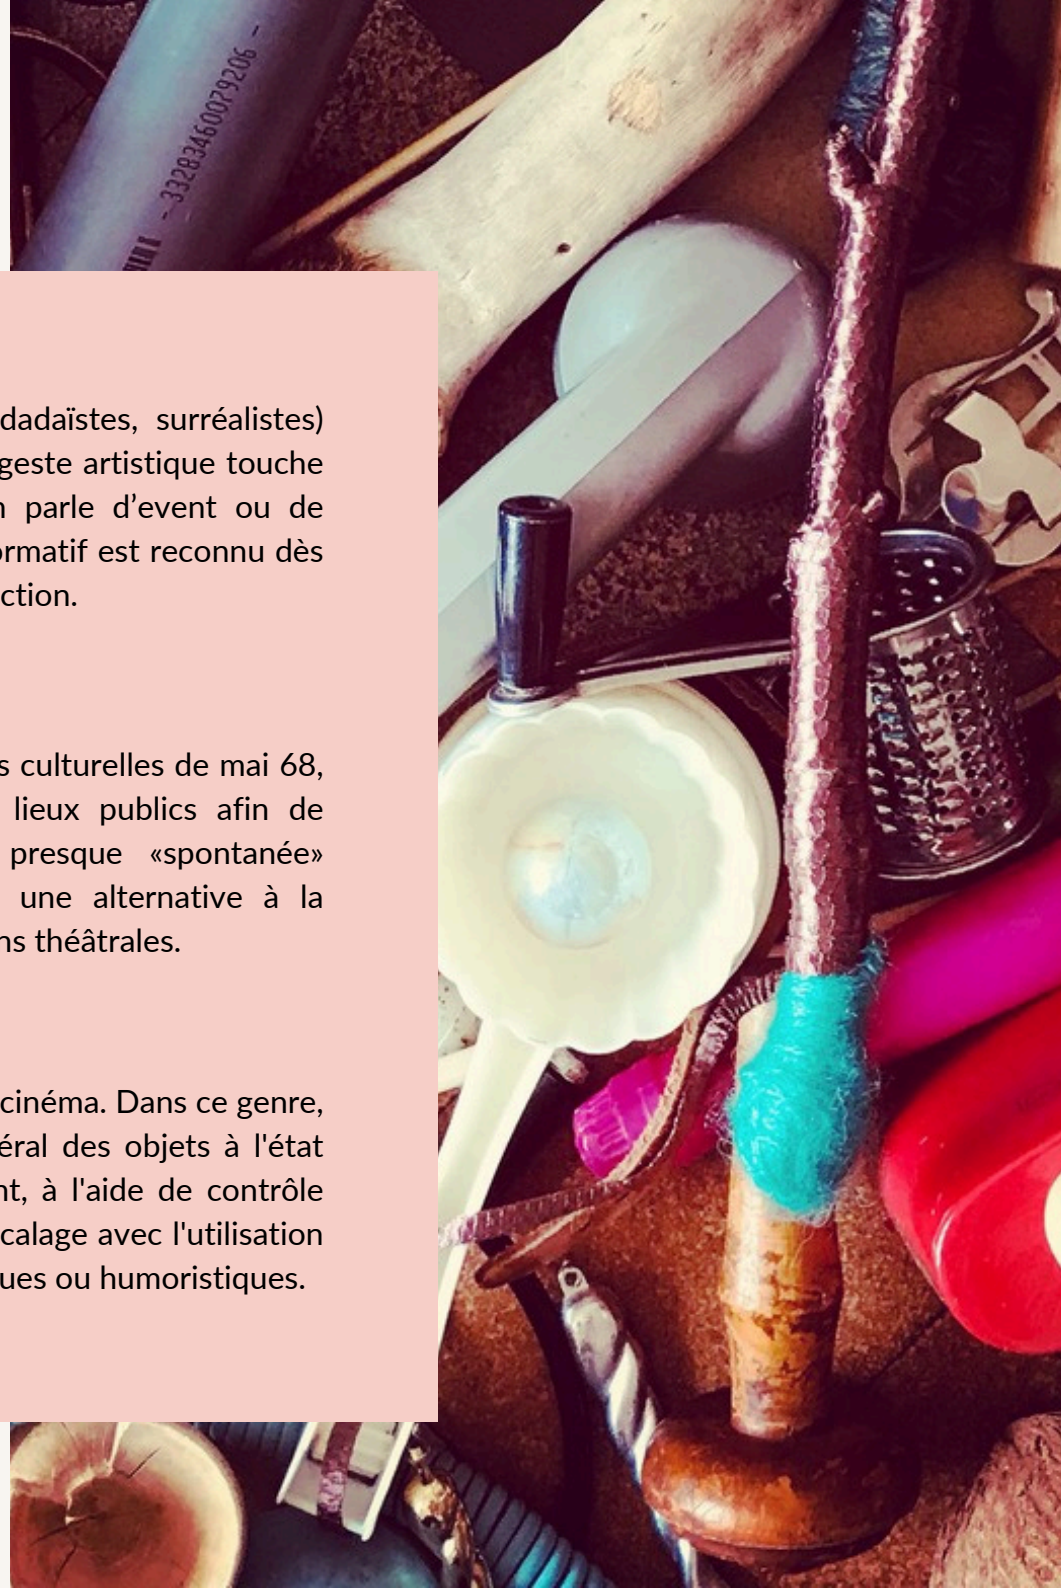 - 33283460079206 -
dadaïstes, surréalistes)
geste artistique touche
parle d’event ou de
ormatif est reconnu dès
ction.
s culturelles de mai 68,
lieux publics afin de
presque «spontanée»
une alternative à la
ns théâtrales.
cinéma. Dans ce genre,
éral des objets à l'état
nt, à l'aide de contrôle
calage avec l'utilisation
ues ou humoristiques.